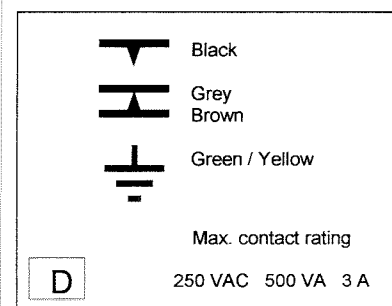 Black
Grey
Brown
Green / Yellow
Max. contact rating
D
250 VAC 500 VA 3 A